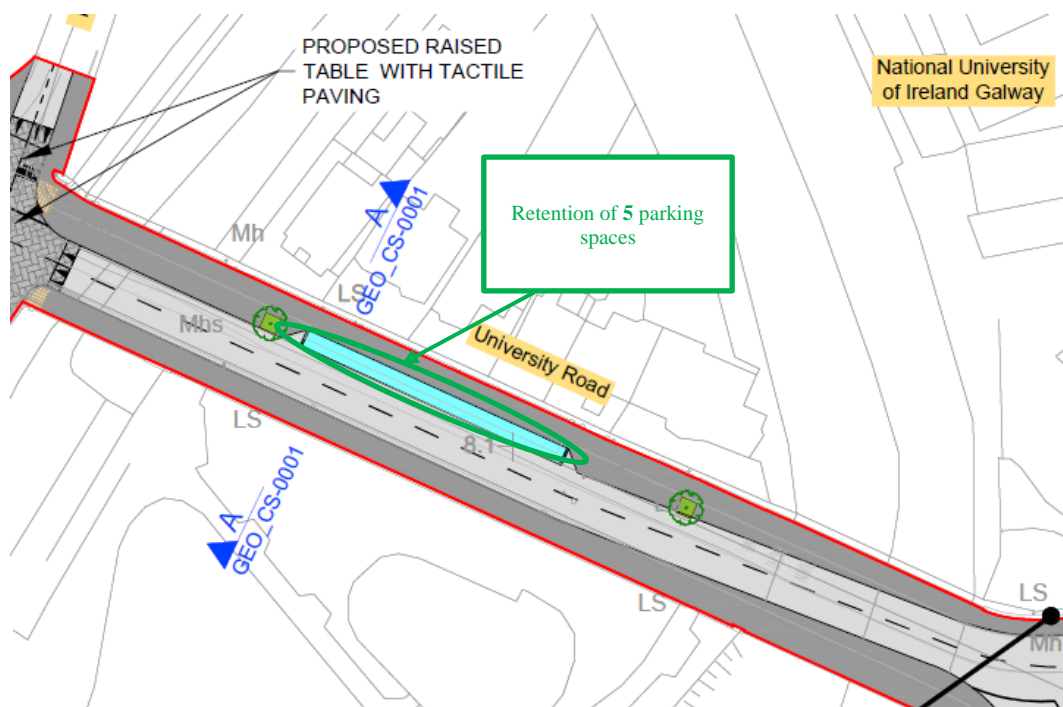 PROPOSED RAISED
TABLE WITH TACTILE
PAVING
National University
of Ireland Galway
Retention of 5 parking
spaces
A
GEO_CS-0001
Mh
LS
Mhs
University Road
LS
8.1
A
GEO_CS-0001
LS
LS
Mh